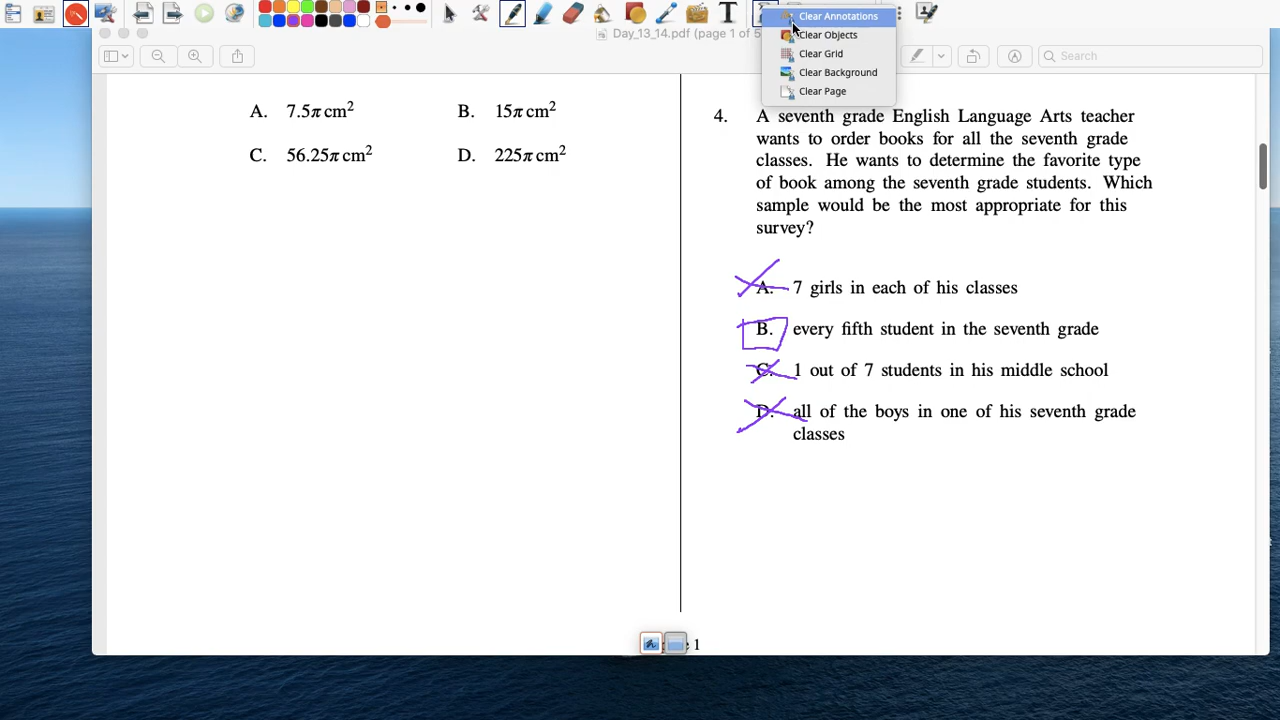 Clear Annotations
Clear Objects
Clear Grid
Clear Background
Clear Page
T
Day_13_14.pdf (page 1 of 5
Search
A. 7.5π cm² B. 15π cm²
C. 56.25π cm² D. 225π cm²
4. A seventh grade English Language Arts teacher
wants to order books for all the seventh grade
classes. He wants to determine the favorite type
of book among the seventh grade students. Which
sample would be the most appropriate for this
survey?
A. 7 girls in each of his classes
B. every fifth student in the seventh grade
C. 1 out of 7 students in his middle school
D. all of the boys in one of his seventh grade
classes
e 1